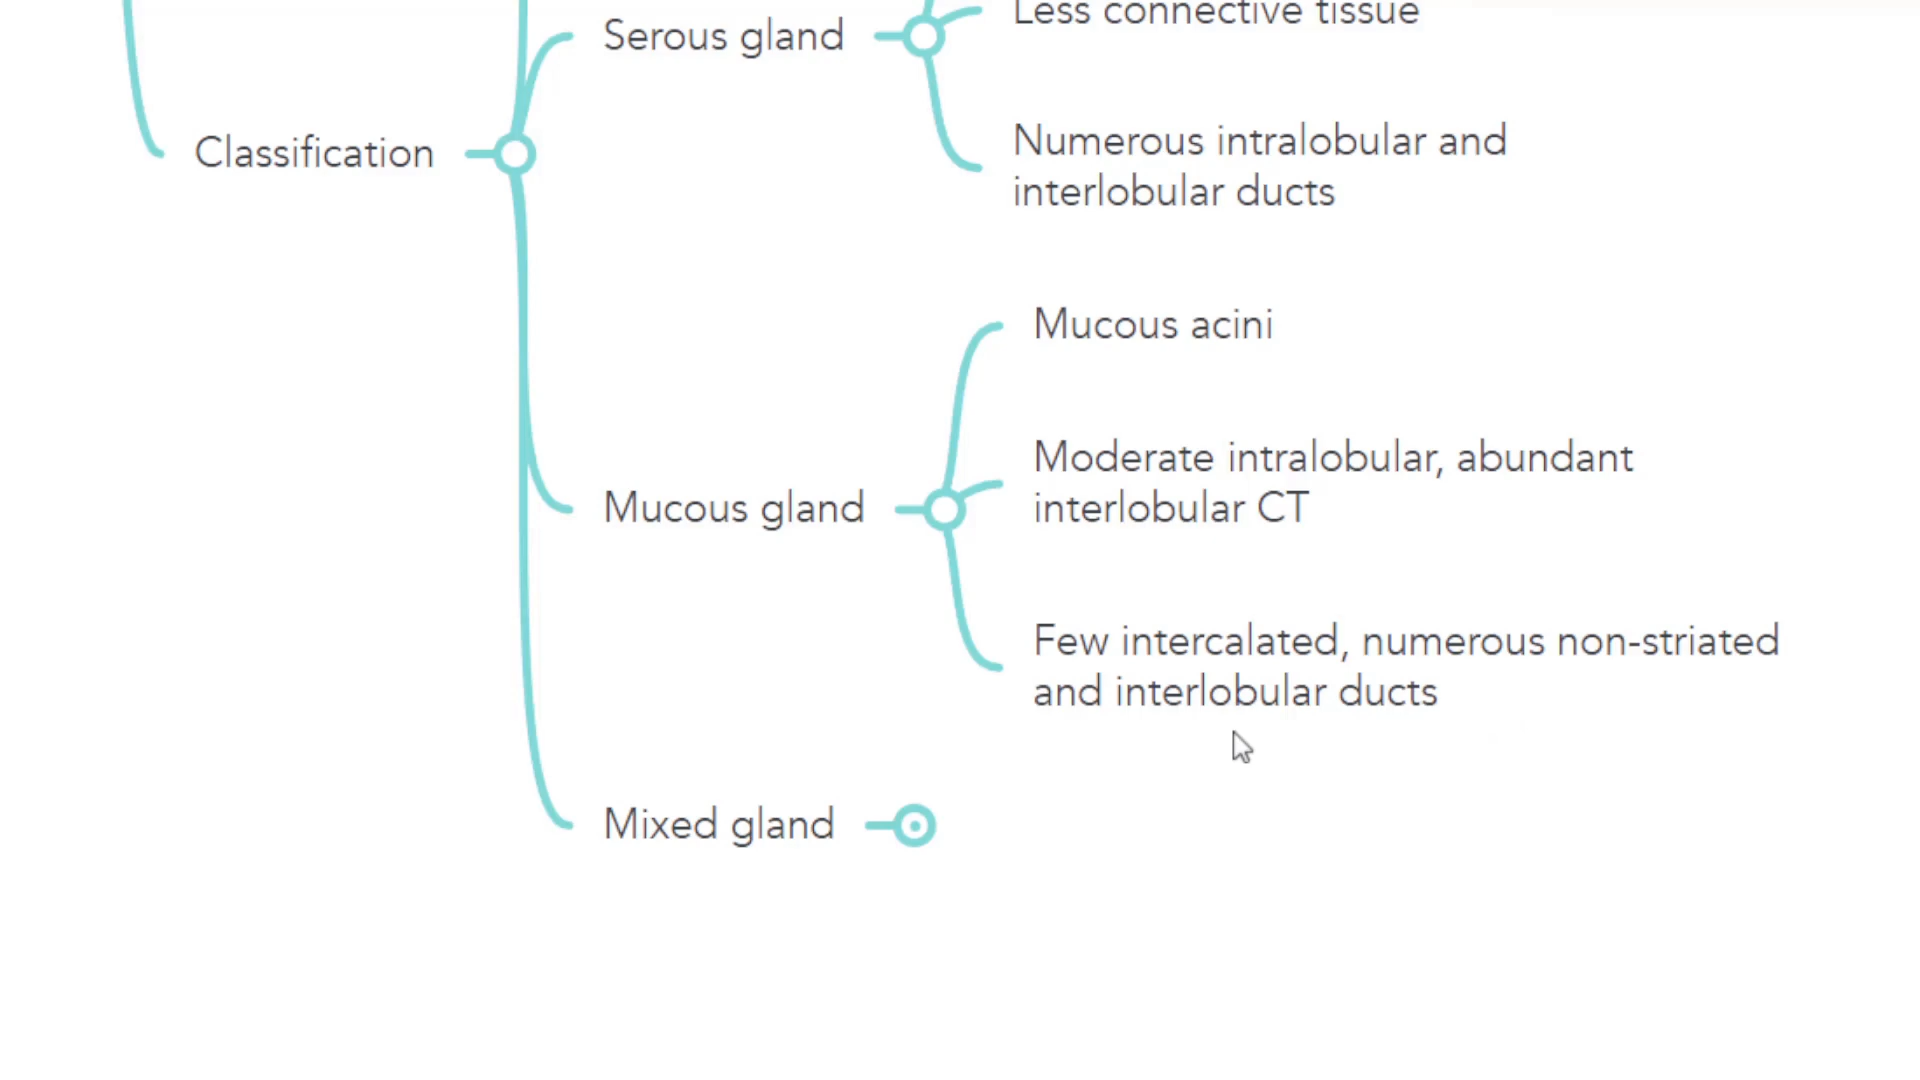 Less connective tissue
Serous gland
Classification
Numerous intralobular and
interlobular ducts
Mucous acini
Moderate intralobular, abundant
interlobular CT
Mucous gland
Few intercalated, numerous non-striated
and interlobular ducts
Mixed gland